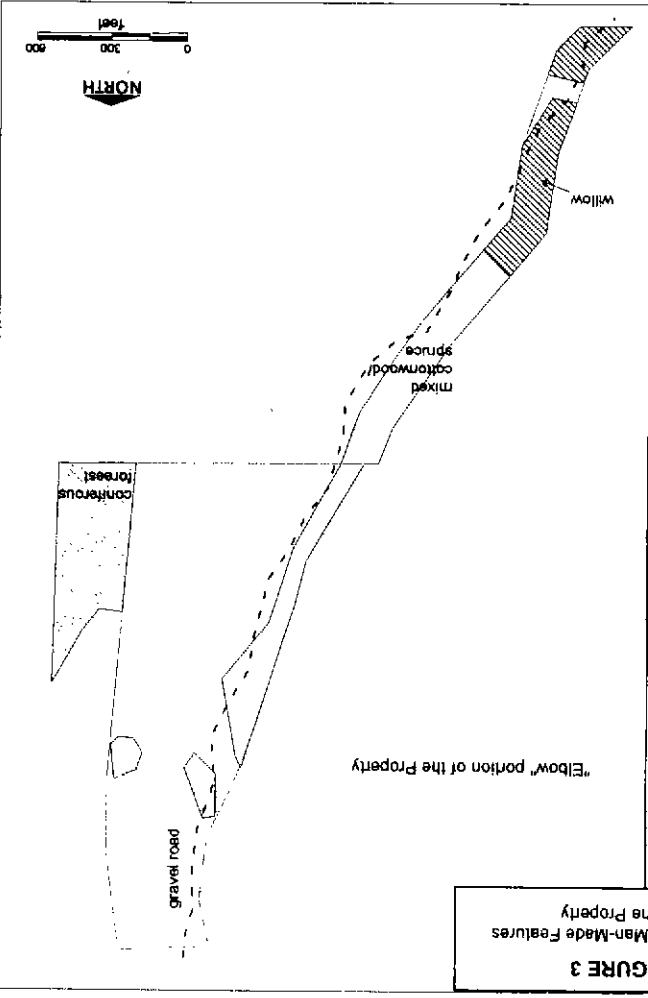 GURE 3
Man-Made Features
he Property
gravel road
"Elbow" portion of the Property
coniferous
foreest
mixed
cottonwood/
spruce
willow
NORTH
0 300 600
feet